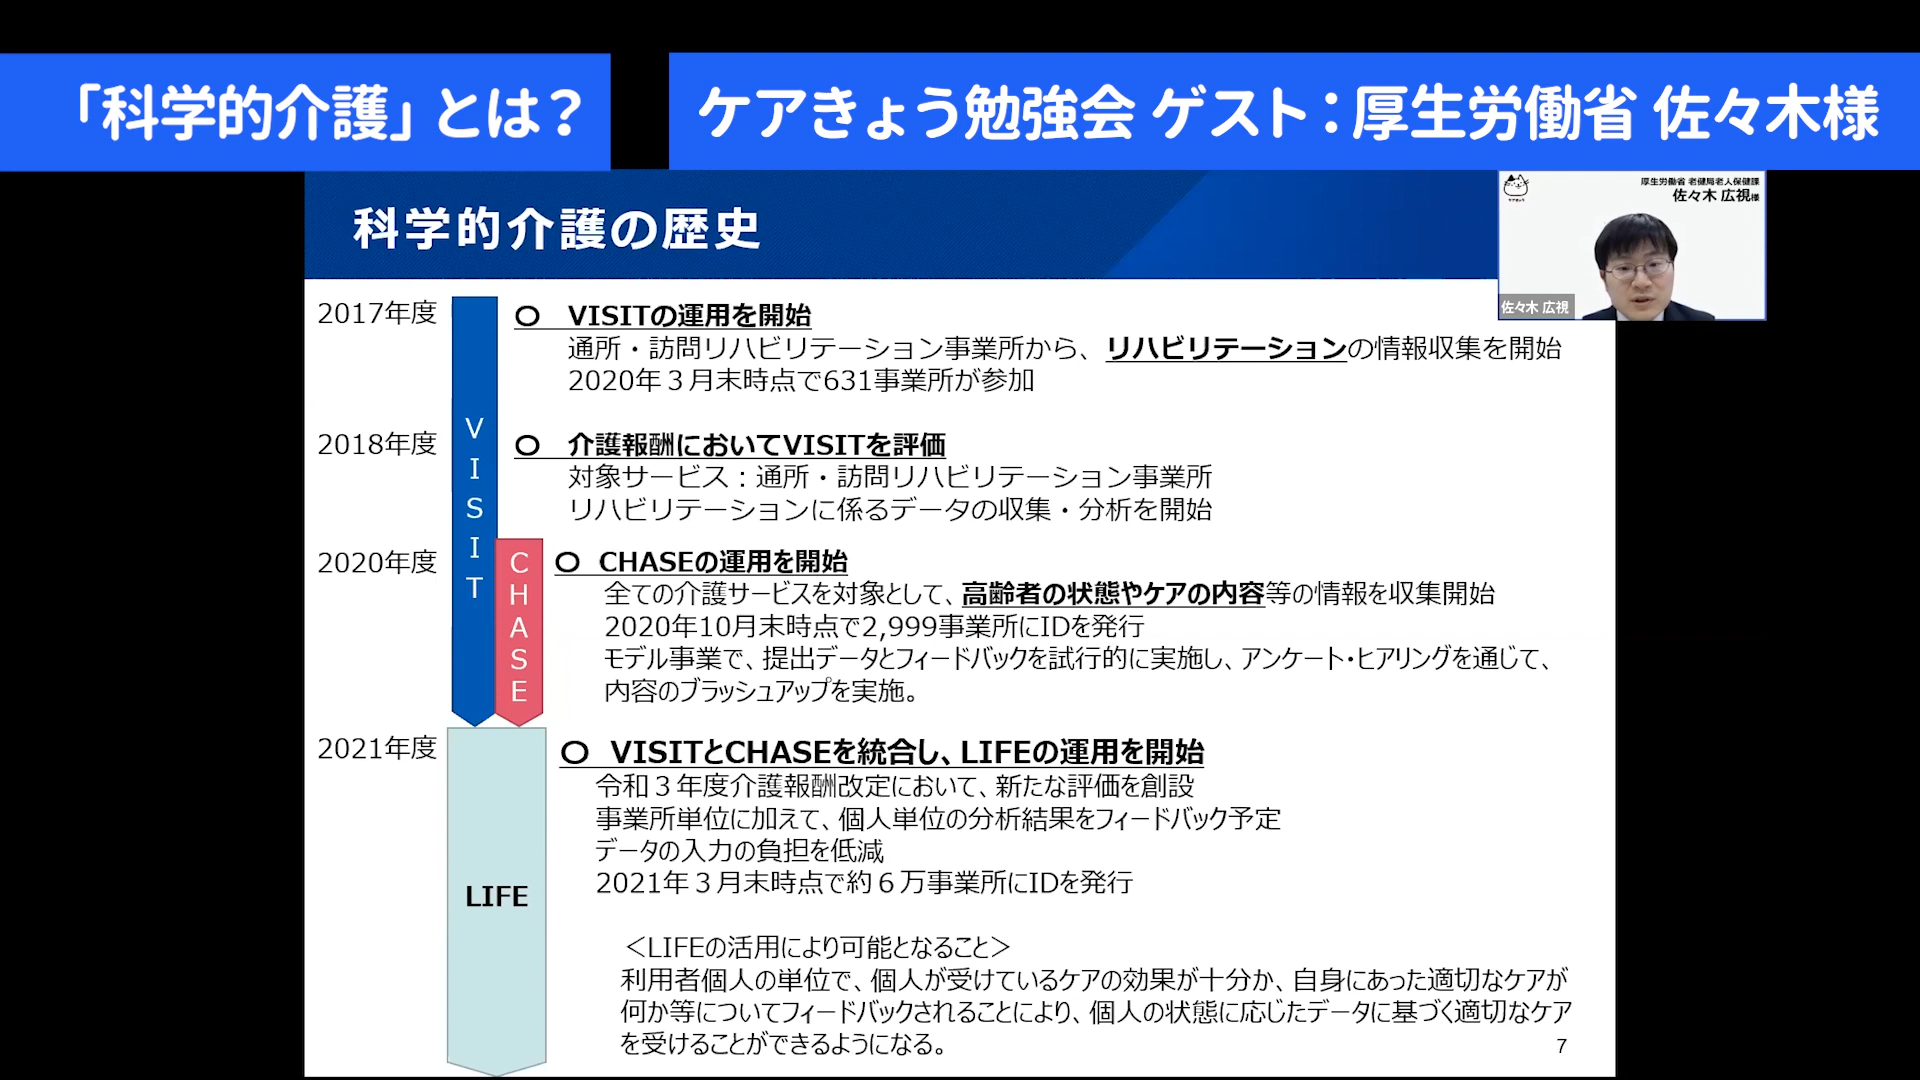 「科学的介護」とは？
ケアきょう勉強会 ゲスト：厚生労働省 佐々木様
科学的介護の歴史
厚生労働省 老健局老人保健課
佐々木 広視様
佐々木 広視
2017年度
〇 VISITの運用を開始
通所・訪問リハビリテーション事業所から、リハビリテーションの情報収集を開始
2020年３月末時点で631事業所が参加
VISIT
2018年度
〇 介護報酬においてVISITを評価
対象サービス：通所・訪問リハビリテーション事業所
リハビリテーションに係るデータの収集・分析を開始
2020年度
CHASE
〇 CHASEの運用を開始
全ての介護サービスを対象として、高齢者の状態やケアの内容等の情報を収集開始
2020年10月末時点で2,999事業所にIDを発行
モデル事業で、提出データとフィードバックを試行的に実施し、アンケート・ヒアリングを通じて、
内容のブラッシュアップを実施。
2021年度
〇 VISITとCHASEを統合し、LIFEの運用を開始
令和３年度介護報酬改定において、新たな評価を創設
事業所単位に加えて、個人単位の分析結果をフィードバック予定
データの入力の負担を低減
2021年３月末時点で約６万事業所にIDを発行
LIFE
＜LIFEの活用により可能となること＞
利用者個人の単位で、個人が受けているケアの効果が十分か、自身にあった適切なケアが
何か等についてフィードバックされることにより、個人の状態に応じたデータに基づく適切なケア
を受けることができるようになる。
7